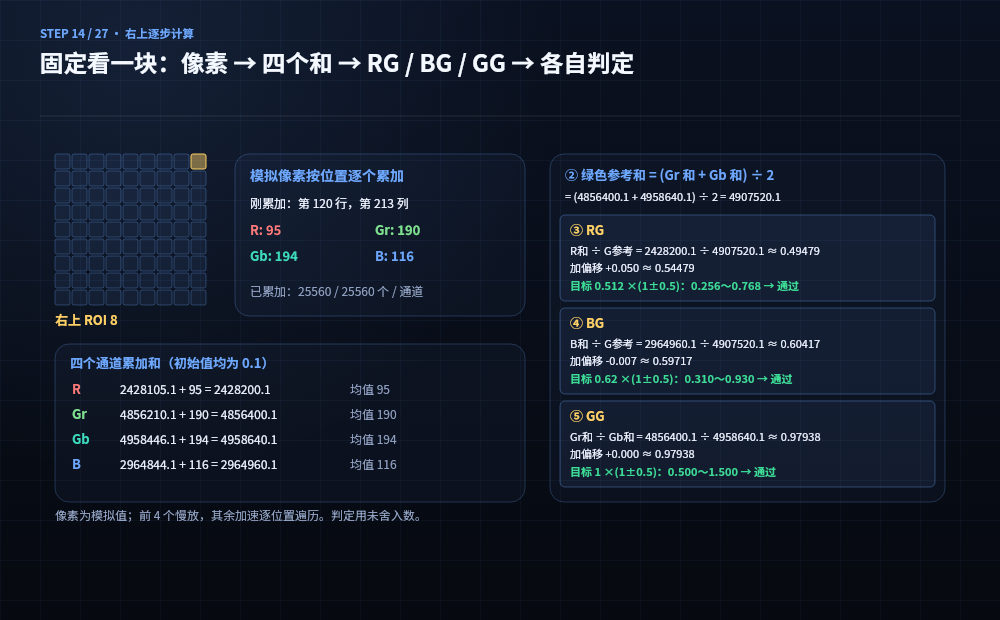 STEP 14 / 27 · 右上逐步计算
固定看一块：像素 → 四个和 → RG / BG / GG → 各自判定
右上 ROI 8
模拟像素按位置逐个累加
刚累加：第 120 行，第 213 列
R: 95 Gr: 190
Gb: 194 B: 116
已累加：25560 / 25560 个 / 通道
四个通道累加和（初始值均为 0.1）
R 2428105.1 + 95 = 2428200.1 均值 95
Gr 4856210.1 + 190 = 4856400.1 均值 190
Gb 4958446.1 + 194 = 4958640.1 均值 194
B 2964844.1 + 116 = 2964960.1 均值 116
像素为模拟值；前 4 个慢放，其余加速逐位置遍历。判定用未舍入数。
② 绿色参考和 = (Gr 和 + Gb 和) ÷ 2
= (4856400.1 + 4958640.1) ÷ 2 = 4907520.1
③ RG
R和 ÷ G参考 = 2428200.1 ÷ 4907520.1 ≈ 0.49479
加偏移 +0.050 ≈ 0.54479
目标 0.512 ×(1±0.5)：0.256～0.768 → 通过
④ BG
B和 ÷ G参考 = 2964960.1 ÷ 4907520.1 ≈ 0.60417
加偏移 -0.007 ≈ 0.59717
目标 0.62 ×(1±0.5)：0.310～0.930 → 通过
⑤ GG
Gr和 ÷ Gb和 = 4856400.1 ÷ 4958640.1 ≈ 0.97938
加偏移 +0.000 ≈ 0.97938
目标 1 ×(1±0.5)：0.500～1.500 → 通过